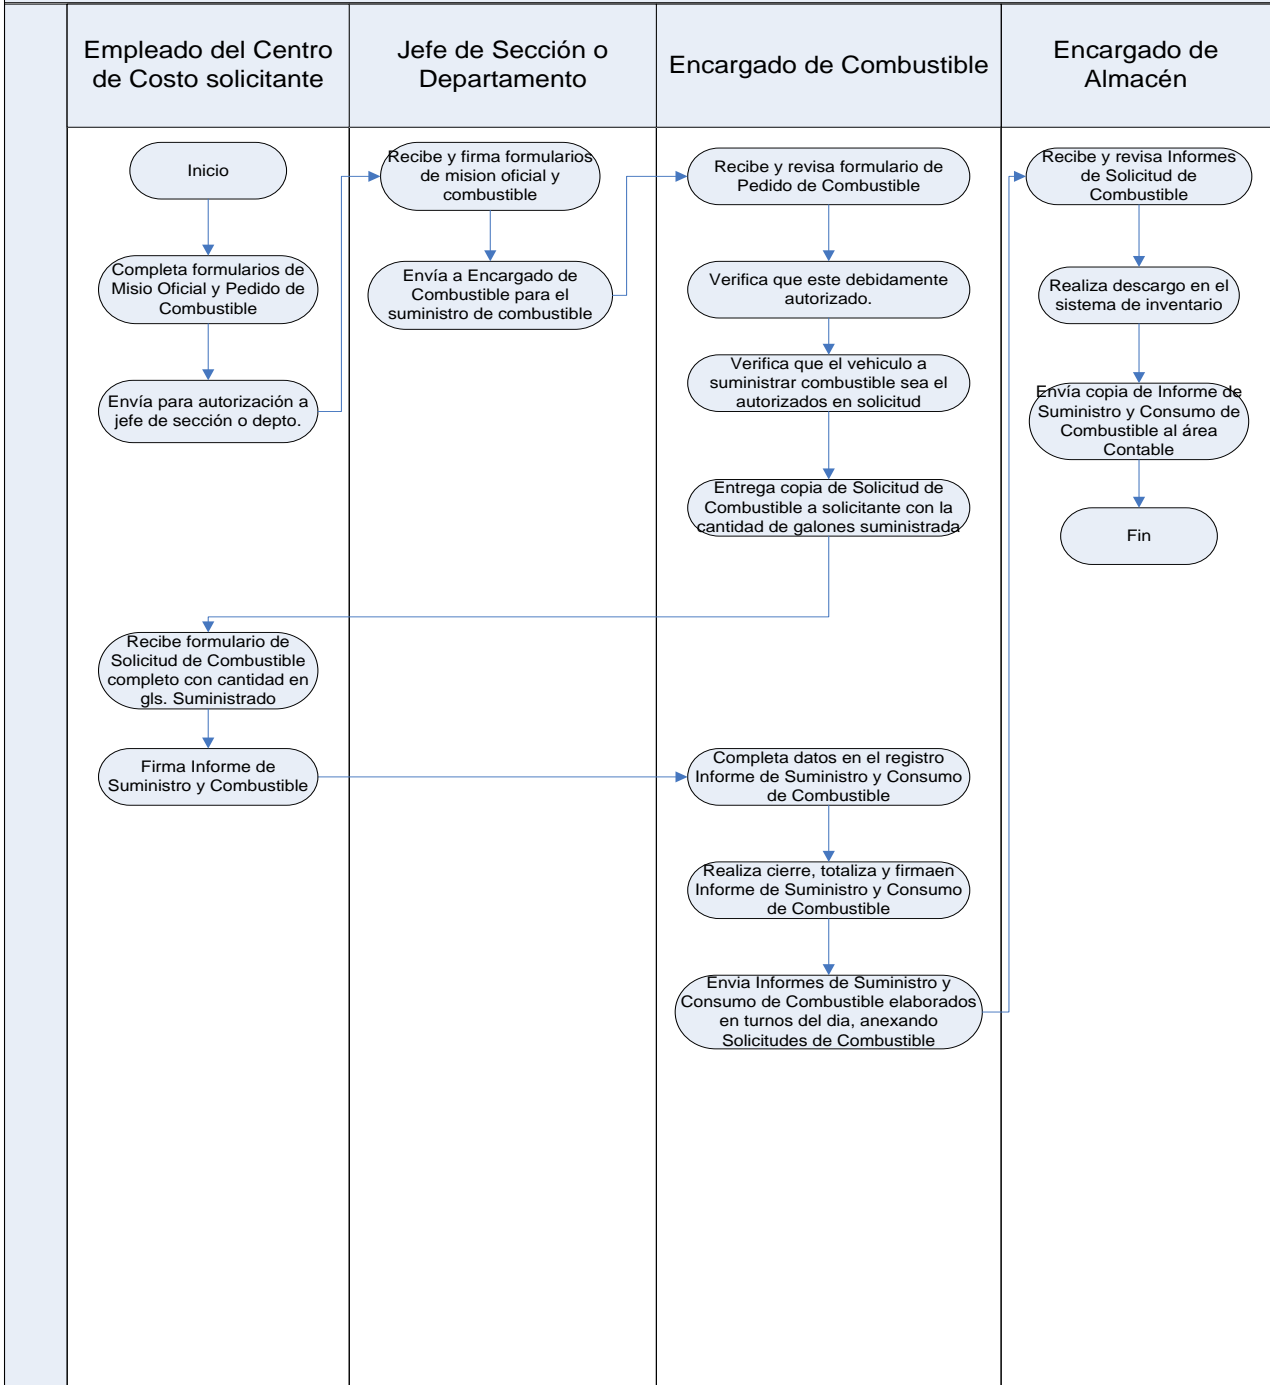 Empleado del Centro
de Costo solicitante
Jefe de Sección o
Departamento
Encargado de Combustible
Encargado de
Almacén
Inicio
Completa formularios de
Misio Oficial y Pedido de
Combustible
Envía para autorización a
jefe de sección o depto.
Recibe y firma formularios
de mision oficial y
combustible
Envía a Encargado de
Combustible para el
suministro de combustible
Recibe y revisa formulario de
Pedido de Combustible
Verifica que este debidamente
autorizado.
Verifica que el vehiculo a
suministrar combustible sea el
autorizados en solicitud
Entrega copia de Solicitud de
Combustible a solicitante con la
cantidad de galones suministrada
Recibe formulario de
Solicitud de Combustible
completo con cantidad en
gls. Suministrado
Firma Informe de
Suministro y Combustible
Completa datos en el registro
Informe de Suministro y Consumo
de Combustible
Realiza cierre, totaliza y firmaen
Informe de Suministro y Consumo
de Combustible
Envia Informes de Suministro y
Consumo de Combustible elaborados
en turnos del dia, anexando
Solicitudes de Combustible
Recibe y revisa Informes
de Solicitud de
Combustible
Realiza descargo en el
sistema de inventario
Envía copia de Informe de
Suministro y Consumo de
Combustible al área
Contable
Fin